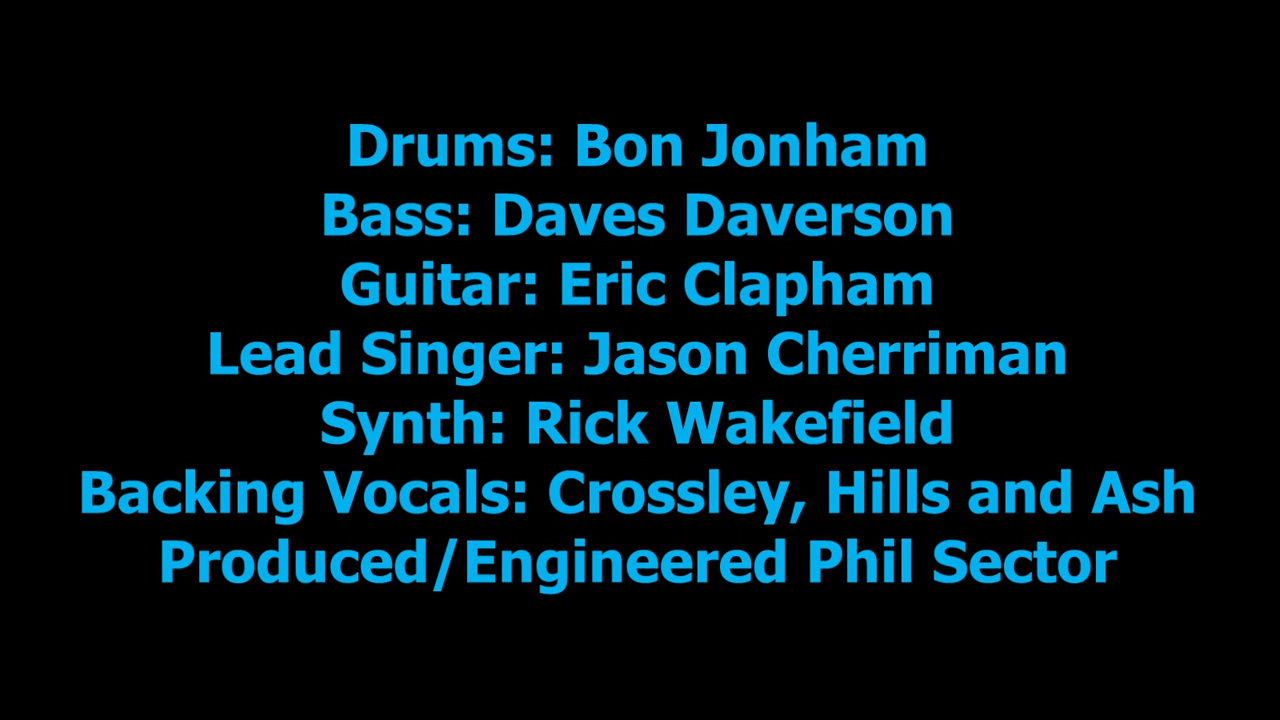 Drums: Bon Jonham
Bass: Daves Daverson
Guitar: Eric Clapham
Lead Singer: Jason Cherriman
Synth: Rick Wakefield
Backing Vocals: Crossley, Hills and Ash
Produced/Engineered Phil Sector